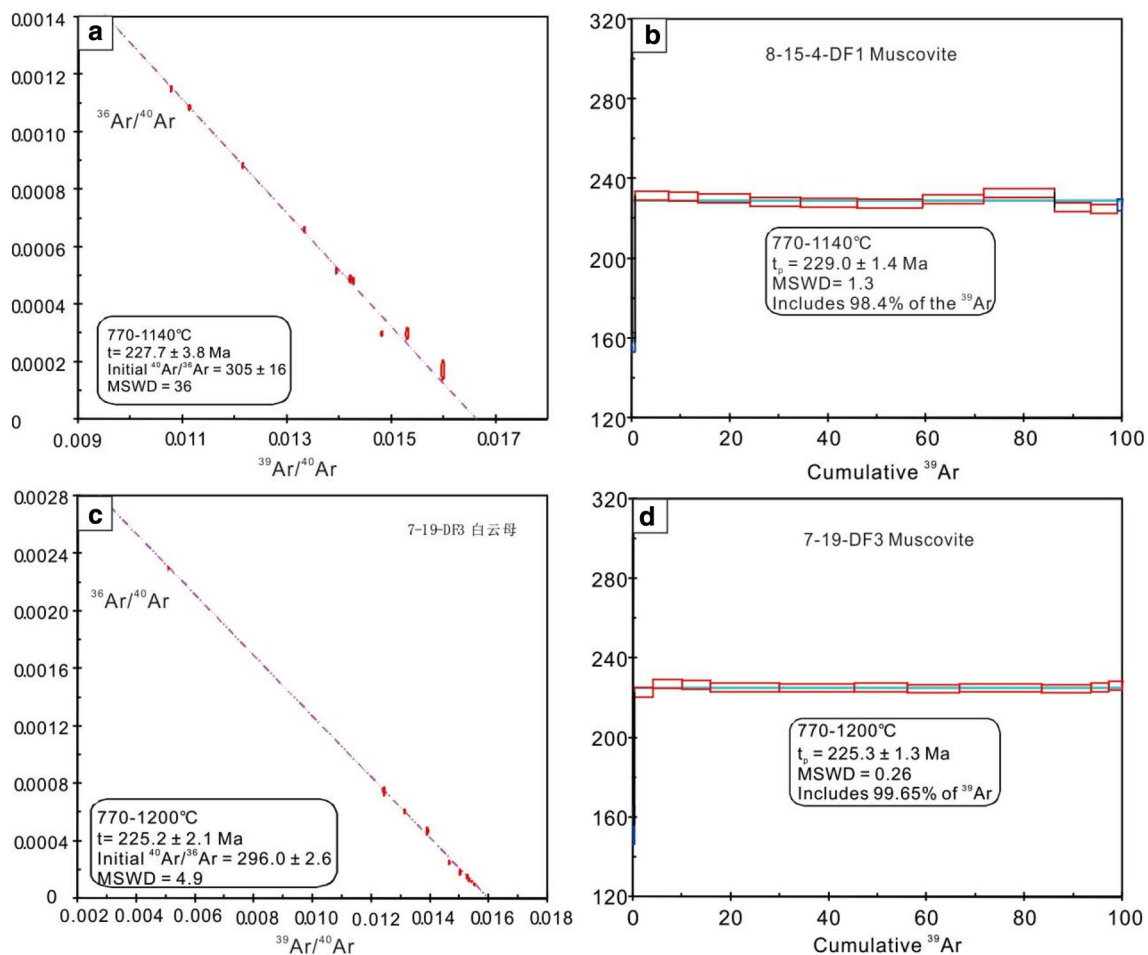 a
0.0014
0.0012
0.0010
0.0008
0.0006
0.0004
0.0002
0
³⁶Ar/⁴⁰Ar
770-1140℃
t= 227.7 ± 3.8 Ma
Initial ⁴⁰Ar/³⁶Ar = 305 ± 16
MSWD = 36
0.009 0.011 0.013 0.015 0.017
³⁹Ar/⁴⁰Ar
b
8-15-4-DF1 Muscovite
320
280
240
200
160
120
770-1140℃
tₚ = 229.0 ± 1.4 Ma
MSWD= 1.3
Includes 98.4% of the ³⁹Ar
0 20 40 60 80 100
Cumulative ³⁹Ar
c
7-19-DF3 白云母
0.0028
0.0024
0.0020
0.0016
0.0012
0.0008
0.0004
0
³⁶Ar/⁴⁰Ar
770-1200℃
t= 225.2 ± 2.1 Ma
Initial ⁴⁰Ar/³⁶Ar = 296.0 ± 2.6
MSWD = 4.9
0.002 0.004 0.006 0.008 0.010 0.012 0.014 0.016 0.018
³⁹Ar/⁴⁰Ar
d
7-19-DF3 Muscovite
320
280
240
200
160
120
770-1200℃
tₚ = 225.3 ± 1.3 Ma
MSWD = 0.26
Includes 99.65% of ³⁹Ar
0 20 40 60 80 100
Cumulative ³⁹Ar